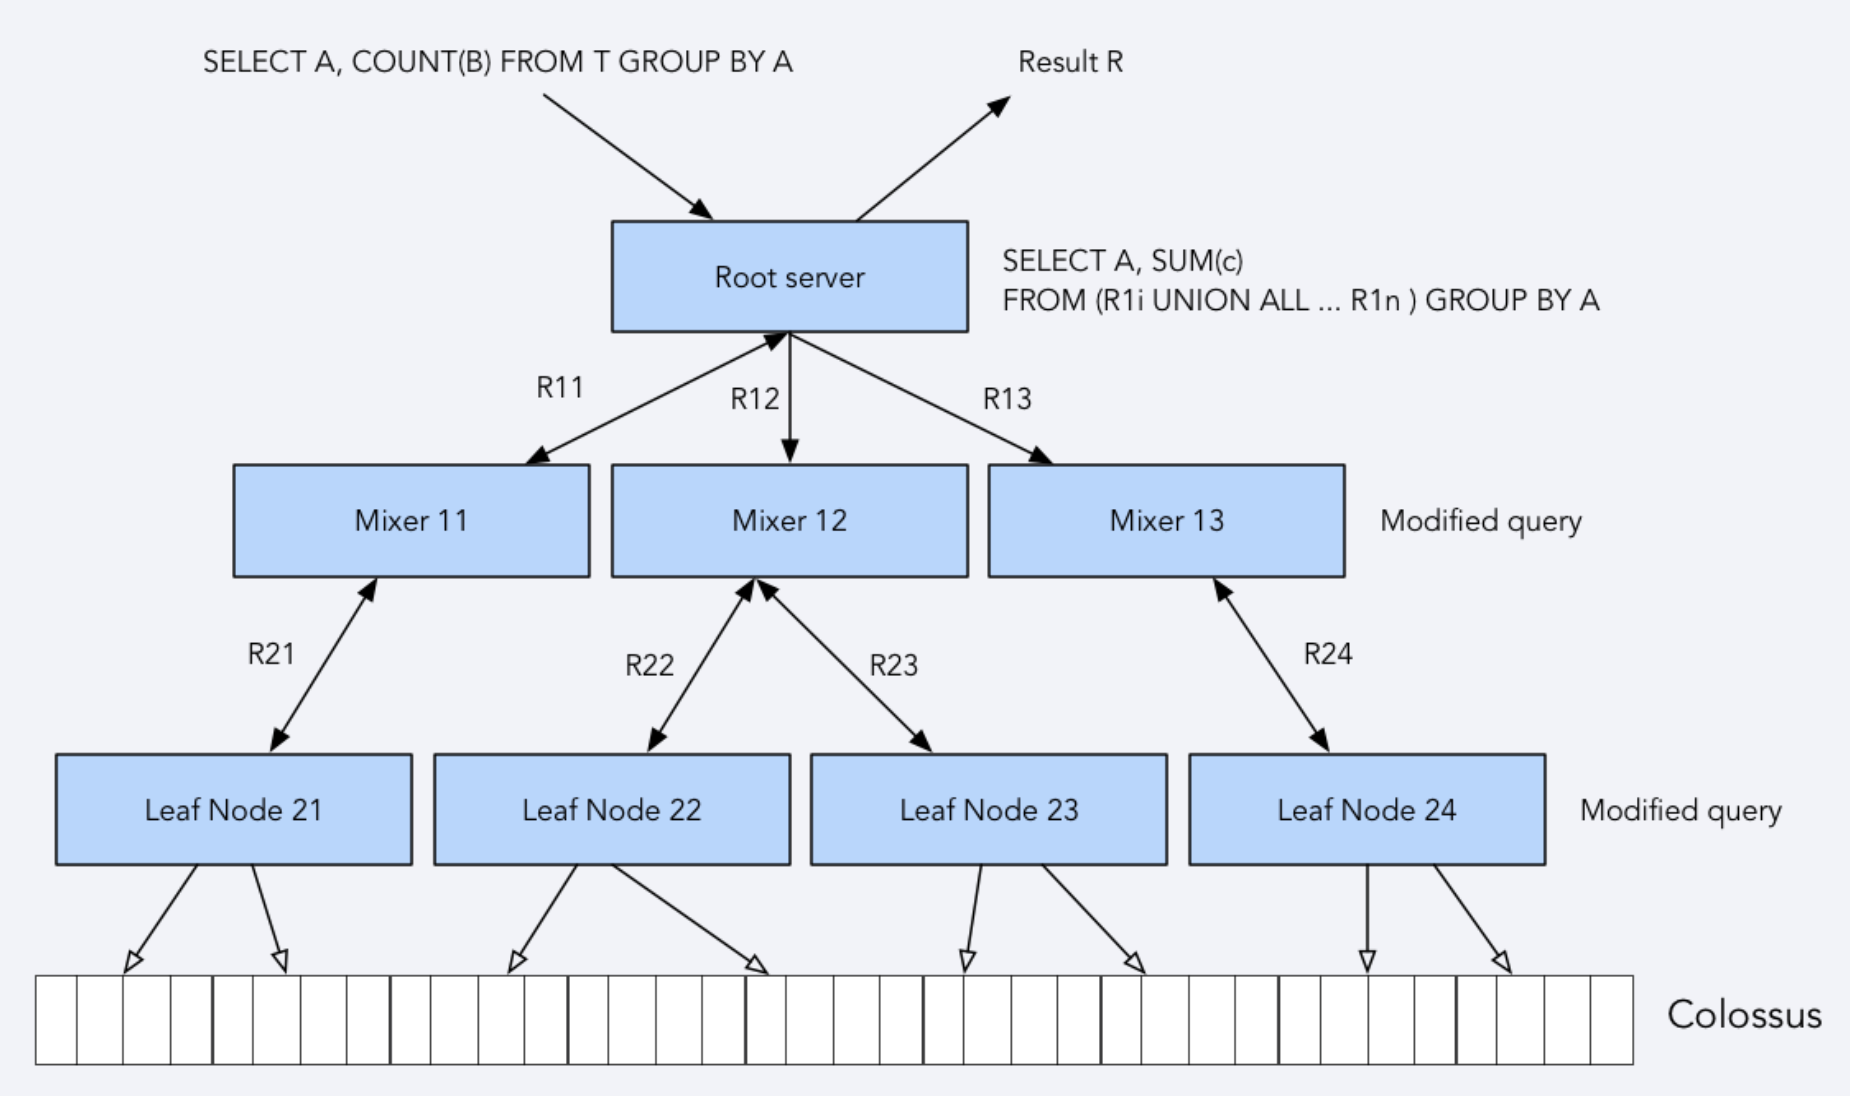 SELECT A, COUNT(B) FROM T GROUP BY A
Result R
Root server
SELECT A, SUM(c)
FROM (R1i UNION ALL ... R1n ) GROUP BY A
R11
R12
R13
Mixer 11
Mixer 12
Mixer 13
Modified query
R21
R22
R23
R24
Leaf Node 21
Leaf Node 22
Leaf Node 23
Leaf Node 24
Modified query
Colossus